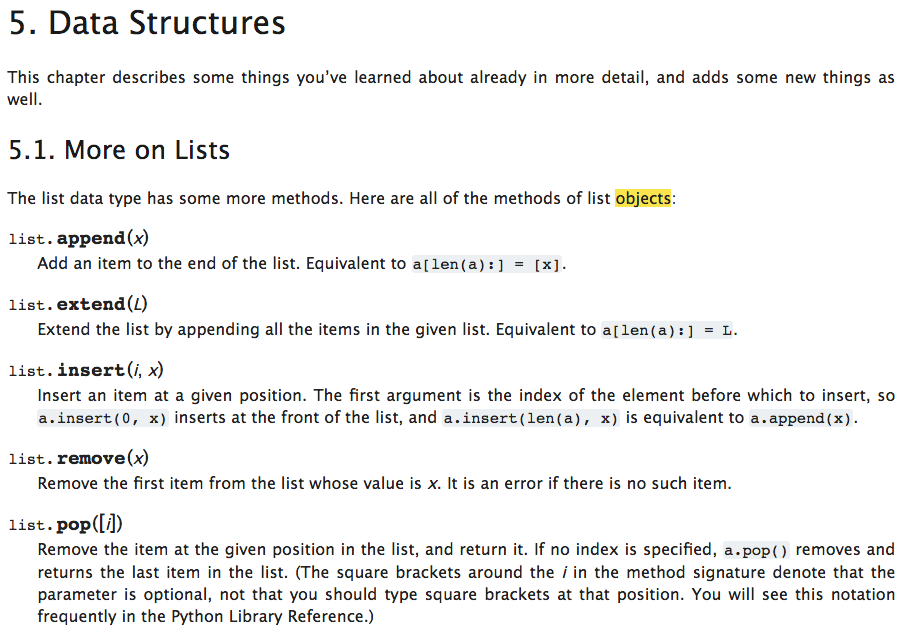 5. Data Structures
This chapter describes some things you’ve learned about already in more detail, and adds some new things as
well.
5.1. More on Lists
The list data type has some more methods. Here are all of the methods of list objects:
list.append(x)
Add an item to the end of the list. Equivalent to a[len(a):] = [x].
list.extend(L)
Extend the list by appending all the items in the given list. Equivalent to a[len(a):] = L.
list.insert(i, x)
Insert an item at a given position. The first argument is the index of the element before which to insert, so
a.insert(0, x) inserts at the front of the list, and a.insert(len(a), x) is equivalent to a.append(x).
list.remove(x)
Remove the first item from the list whose value is x. It is an error if there is no such item.
list.pop([i])
Remove the item at the given position in the list, and return it. If no index is specified, a.pop() removes and
returns the last item in the list. (The square brackets around the i in the method signature denote that the
parameter is optional, not that you should type square brackets at that position. You will see this notation
frequently in the Python Library Reference.)